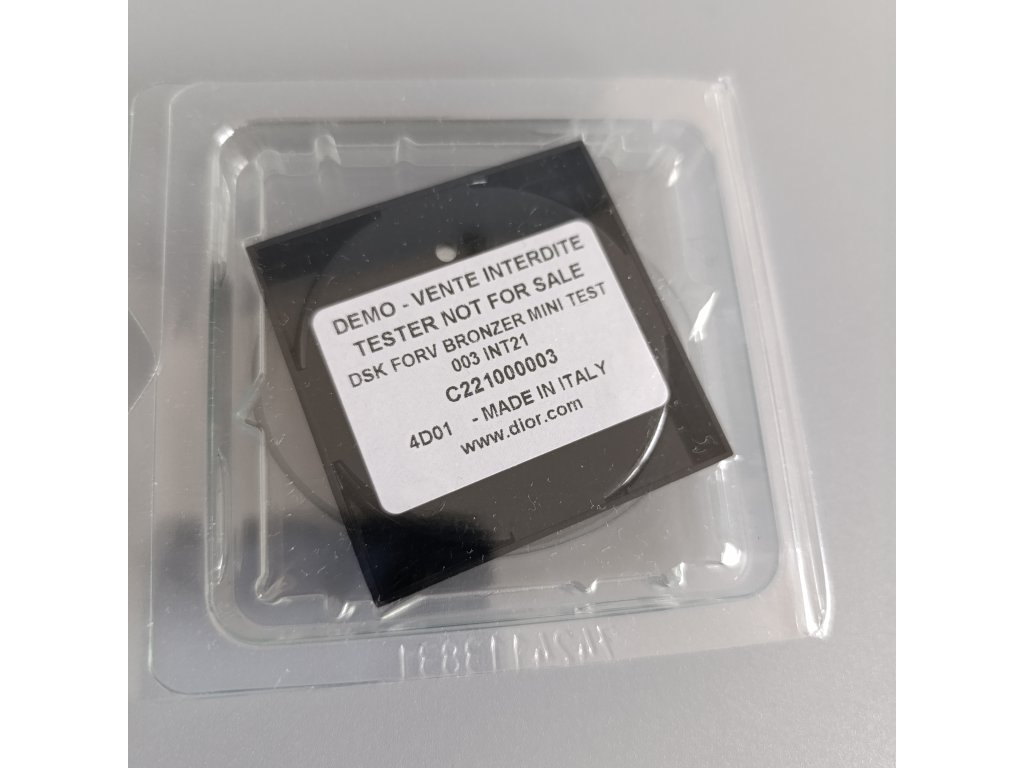 DEMO - VENTE INTERDITE
TESTER NOT FOR SALE
DSK FORV BRONZER MINI TEST
003 INT21
C221000003
4D01 - MADE IN ITALY
www.dior.com